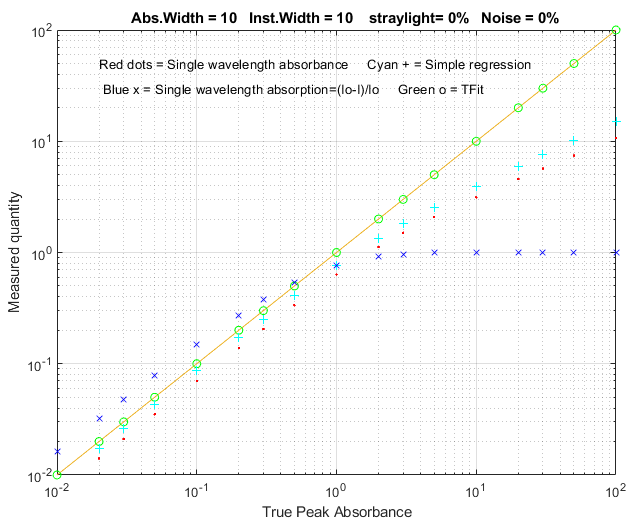 Abs.Width = 10   Inst.Width = 10    straylight= 0%   Noise = 0%
10^2
Red dots = Single wavelength absorbance     Cyan + = Simple regression
Blue x = Single wavelength absorption=(Io-I)/Io     Green o = TFit
10^1
Measured quantity
10^0
10^-1
10^-2
10^-2 10^-1 10^0 10^1 10^2
True Peak Absorbance